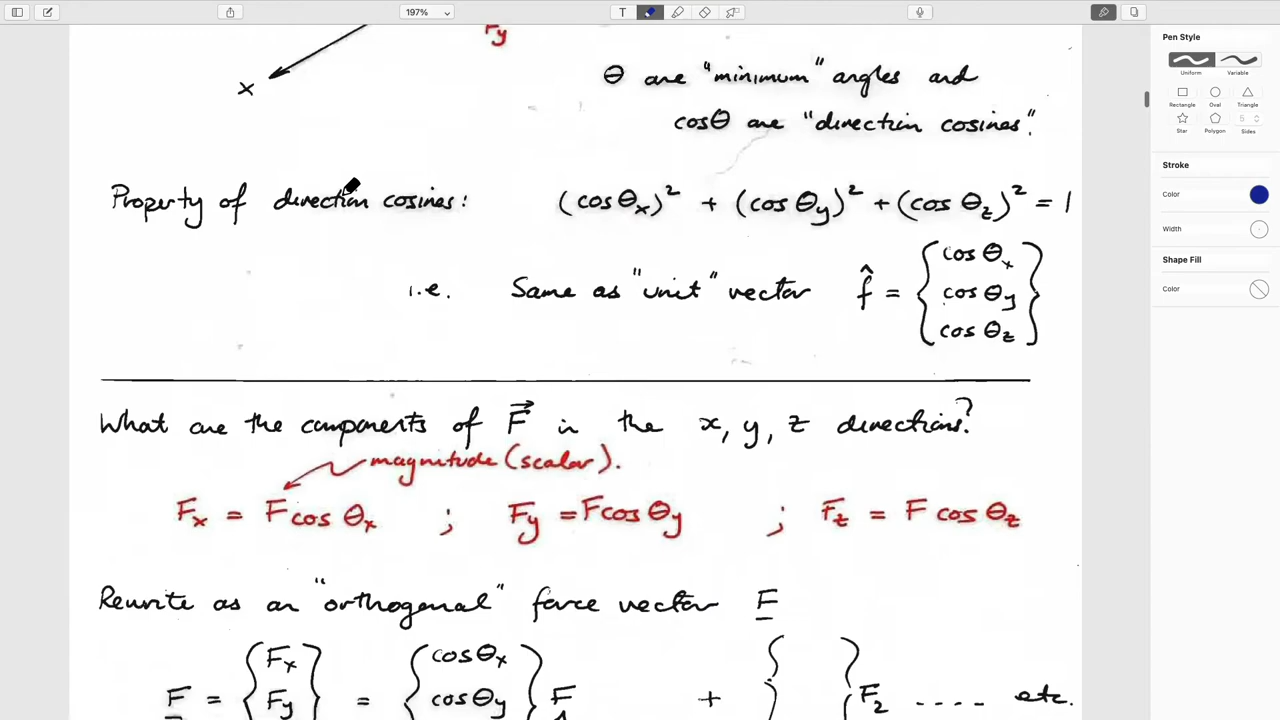 197%
T
Fy
x
θ are "minimum" angles and
cosθ are "direction cosines".
Property of direction cosines: (cos θx)² + (cos θy)² + (cos θz)² = 1
i.e. Same as "unit" vector f̂ = { cos θx
cos θy
cos θz }
What are the components of F⃗ in the x, y, z directions?
magnitude (scalar).
Fx = F cos θx ; Fy = F cos θy ; Fz = F cos θz
Rewrite as an "orthogonal" force vector F
F = { Fx
Fy } = { cos θx
cos θy } F + { } F2 .... etc.
Pen Style
Uniform Variable
Rectangle Oval Triangle
Star Polygon 5 Sides
Stroke
Color
Width
Shape Fill
Color